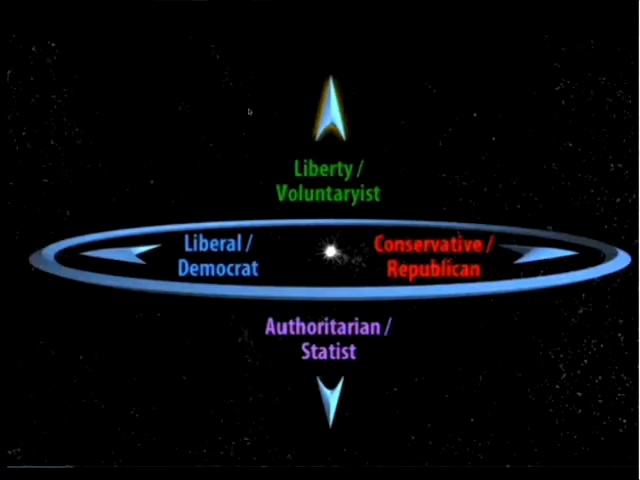 Liberty /
Voluntaryist
Liberal /
Democrat
Conservative /
Republican
Authoritarian /
Statist